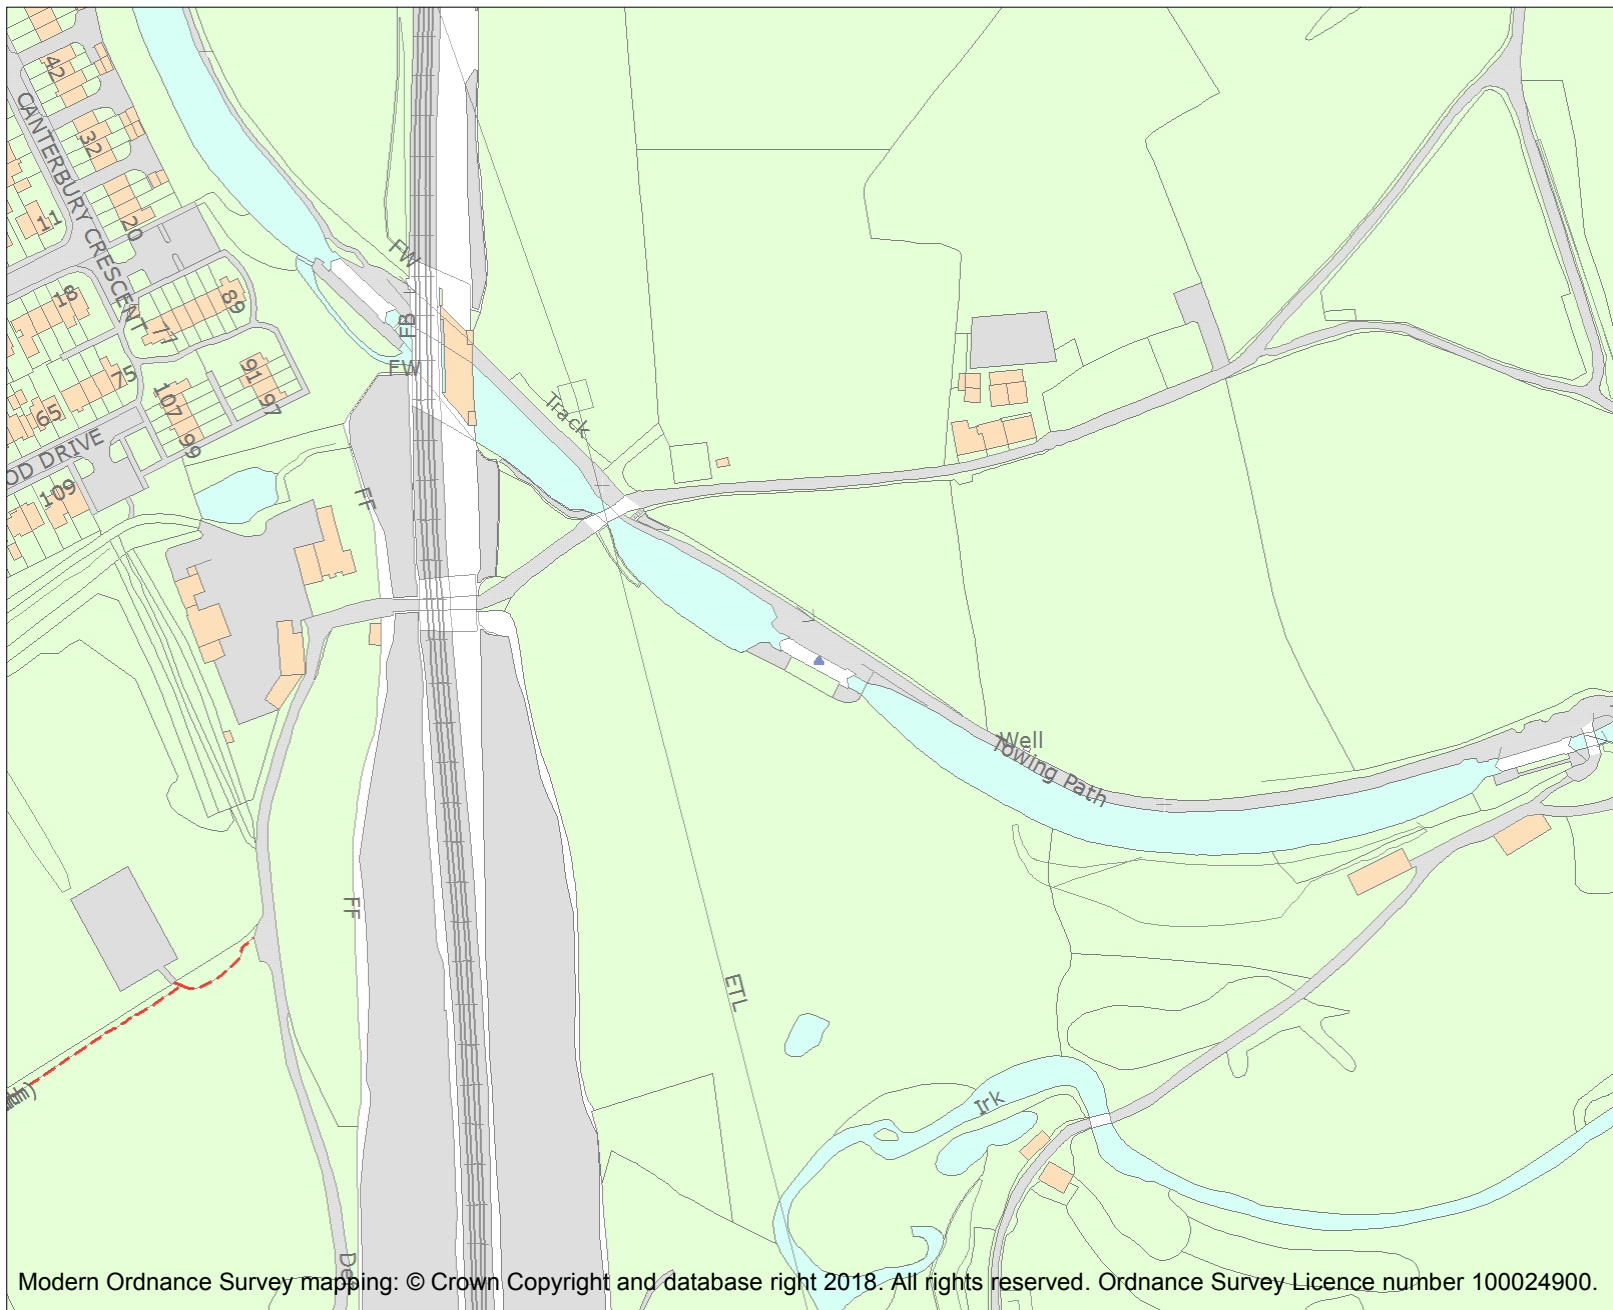 42
CANTERBURY CRESCENT
32
11
20
FW
18
89
77
FB
FW
75
91
97
107
65
99
Track
OD DRIVE
109
FF
Well
Towing Path
FF
ETL
Irk
Modern Ordnance Survey mapping: © Crown Copyright and database right 2018. All rights reserved. Ordnance Survey Licence number 100024900.